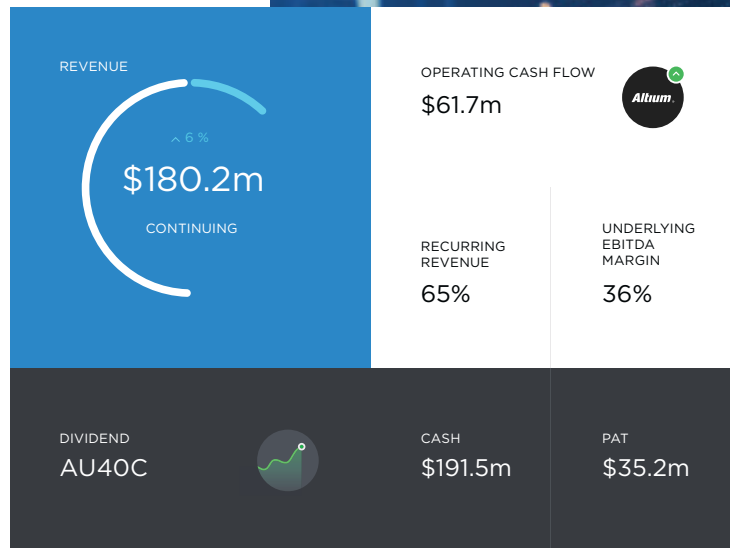 REVENUE
^ 6 %
$180.2m
CONTINUING
OPERATING CASH FLOW
$61.7m
Altıum.
RECURRING
REVENUE
65%
UNDERLYING
EBITDA
MARGIN
36%
DIVIDEND
AU40C
CASH
$191.5m
PAT
$35.2m